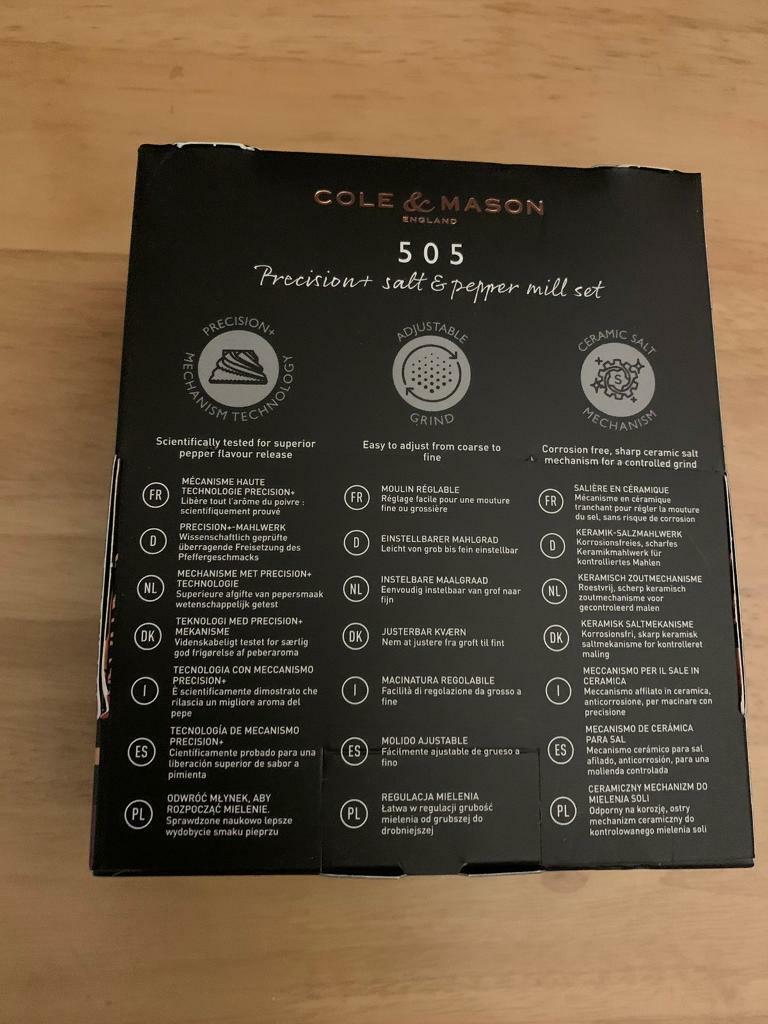 COLE & MASON
ENGLAND
505
Precision+ salt & pepper mill set
PRECISION+
MECHANISM TECHNOLOGY
Scientifically tested for superior
pepper flavour release
FR
MÉCANISME HAUTE
TECHNOLOGIE PRECISION+
Libère tout l'arôme du poivre :
scientifiquement prouvé
D
PRECISION+-MAHLWERK
Wissenschaftlich geprüfte
überragende Freisetzung des
Pfeffergeschmacks
NL
MECHANISME MET PRECISION+
TECHNOLOGIE
Superieure afgifte van pepersmaak
wetenschappelijk getest
DK
TEKNOLOGI MED PRECISION+
MEKANISME
Videnskabeligt testet for særlig
god frigørelse af peberaroma
I
TECNOLOGIA CON MECCANISMO
PRECISION+
È scientificamente dimostrato che
rilascia un migliore aroma del
pepe
ES
TECNOLOGÍA DE MECANISMO
PRECISION+
Científicamente probado para una
liberación superior de sabor a
pimienta
PL
ODWRÓĆ MŁYNEK, ABY
ROZPOCZĄĆ MIELENIE.
Sprawdzone naukowo lepsze
wydobycie smaku pieprzu
ADJUSTABLE
GRIND
Easy to adjust from coarse to
fine
FR
MOULIN RÉGLABLE
Réglage facile pour une mouture
fine ou grossière
D
EINSTELLBARER MAHLGRAD
Leicht von grob bis fein einstellbar
NL
INSTELBARE MAALGRAAD
Eenvoudig instelbaar van grof naar
fijn
DK
JUSTERBAR KVÆRN
Nem at justere fra groft til fint
I
MACINATURA REGOLABILE
Facilità di regolazione da grosso a
fine
ES
MOLIDO AJUSTABLE
Fácilmente ajustable de grueso a
fino
PL
REGULACJA MIELENIA
Łatwa w regulacji grubość
mielenia od grubszej do
drobniejszej
CERAMIC SALT
S
MECHANISM
Corrosion free, sharp ceramic salt
mechanism for a controlled grind
FR
SALIÈRE EN CÉRAMIQUE
Mécanisme en céramique
tranchant pour régler la mouture
du sel, sans risque de corrosion
D
KERAMIK-SALZMAHLWERK
Korrosionsfreies, scharfes
Keramikmahlwerk für
kontrolliertes Mahlen
NL
KERAMISCH ZOUTMECHANISME
Roestvrij, scherp keramisch
zoutmechanisme voor
gecontroleerd malen
DK
KERAMISK SALTMEKANISME
Korrosionsfri, skarp keramisk
saltmekanisme for kontrolleret
maling
I
MECCANISMO PER IL SALE IN
CERAMICA
Meccanismo affilato in ceramica,
anticorrosione, per macinare con
precisione
ES
MECANISMO DE CERÁMICA
PARA SAL
Mecanismo cerámico para sal
afilado, anticorrosión, para una
molienda controlada
PL
CERAMICZNY MECHANIZM DO
MIELENIA SOLI
Odporny na korozję, ostry
mechanizm ceramiczny do
kontrolowanego mielenia soli